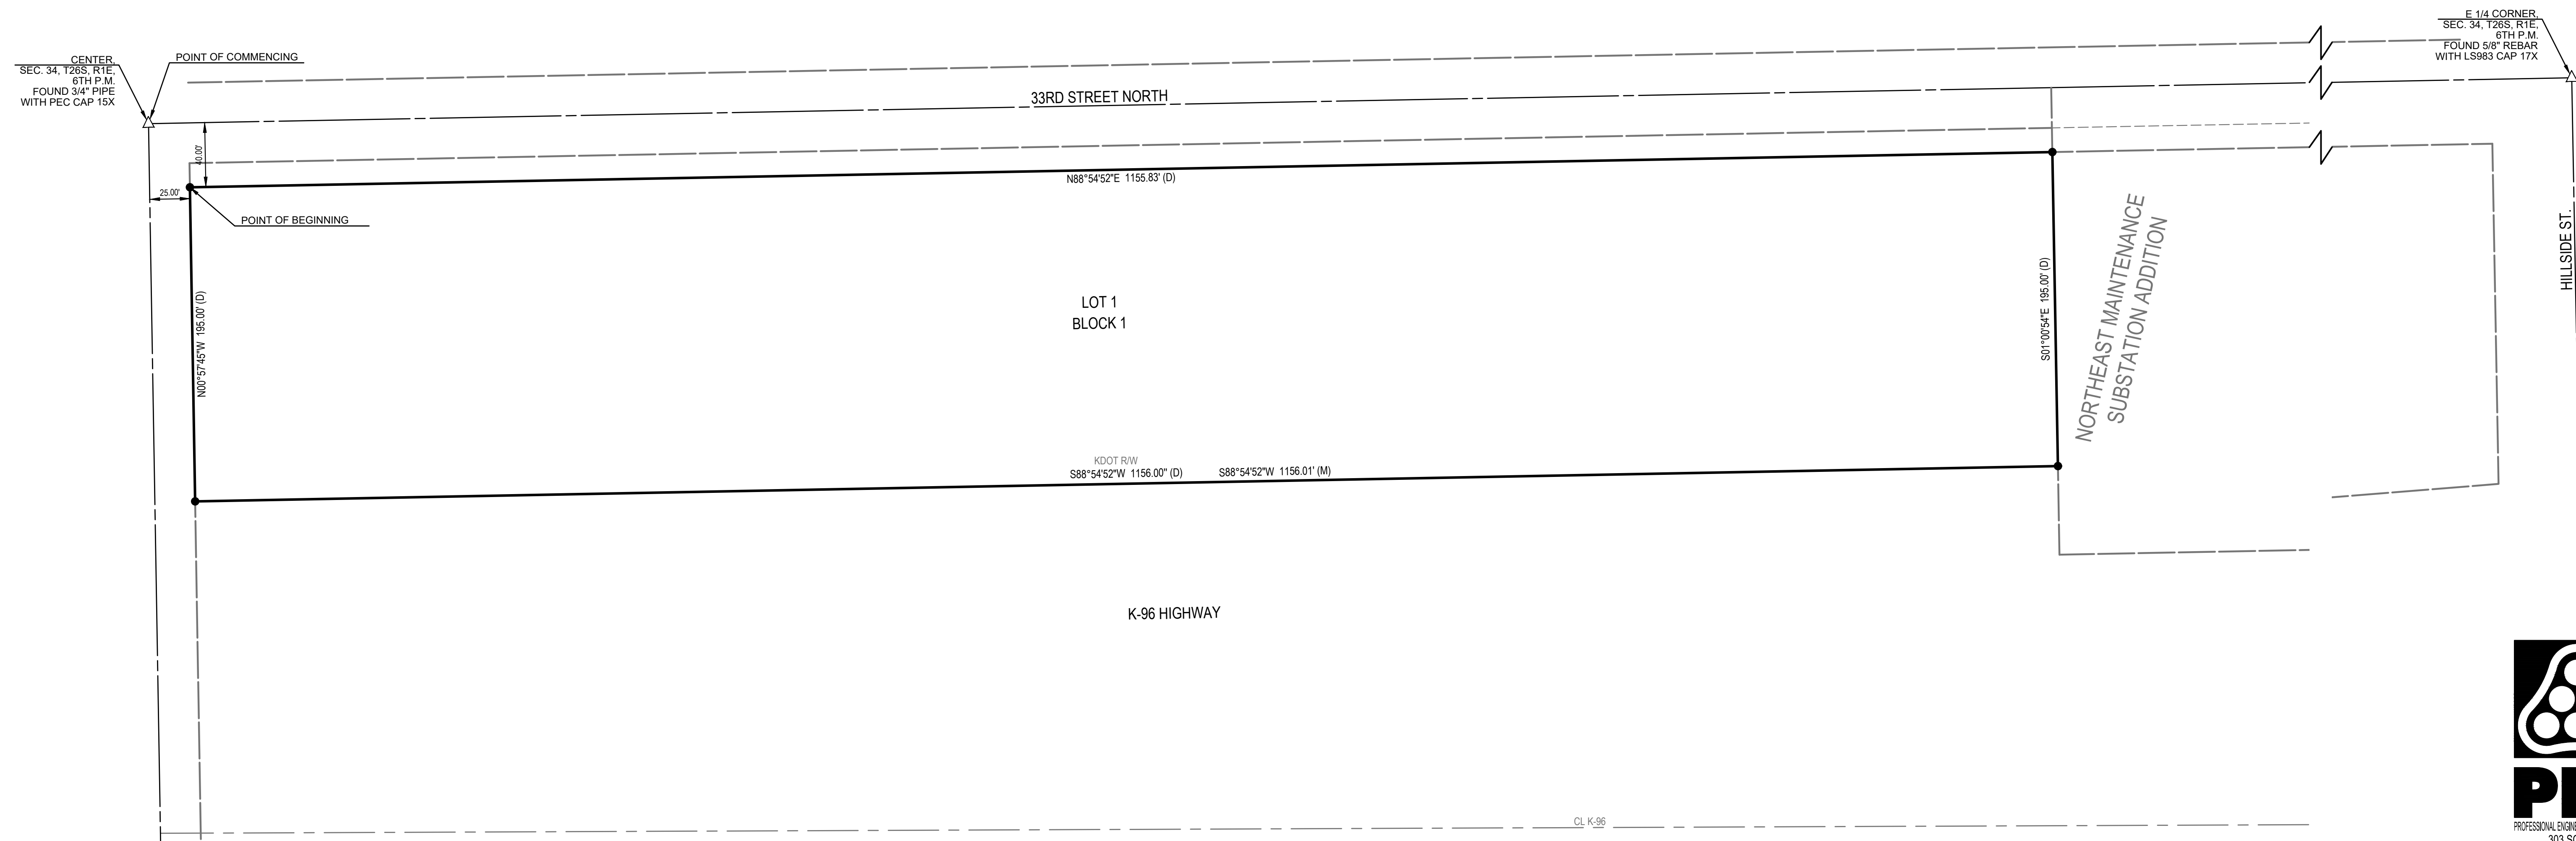 CENTER,
SEC. 34, T26S, R1E,
6TH P.M.
FOUND 3/4" PIPE
WITH PEC CAP 15X
POINT OF COMMENCING
E 1/4 CORNER,
SEC. 34, T26S, R1E,
6TH P.M.
FOUND 5/8" REBAR
WITH LS983 CAP 17X
33RD STREET NORTH
40.00'
25.00'
N88°54'52"E 1155.83' (D)
POINT OF BEGINNING
N00°57'45"W 195.00' (D)
LOT 1
BLOCK 1
S01°00'54"E 195.00' (D)
NORTHEAST MAINTENANCE
SUBSTATION ADDITION
HILLSIDE ST.
KDOT R/W
S88°54'52"W 1156.00" (D) S88°54'52"W 1156.01' (M)
K-96 HIGHWAY
CL K-96
PROFESSIONAL
303